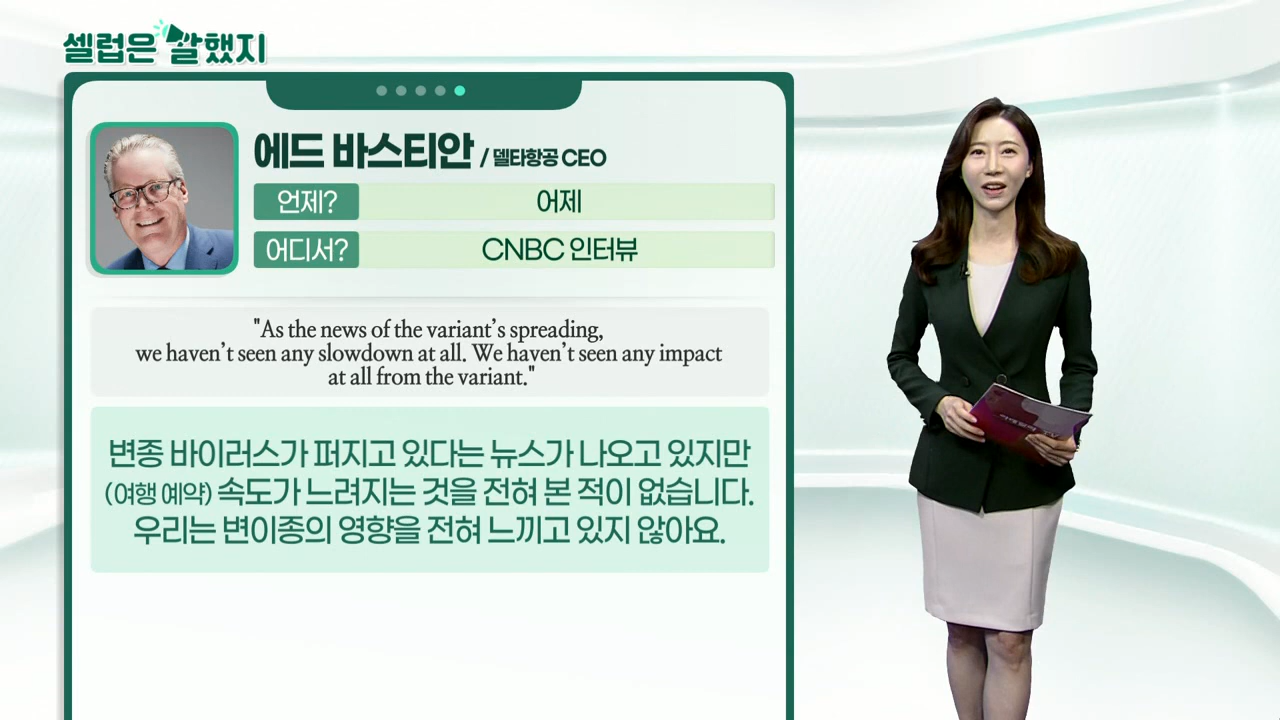 셀럽은 말했지
에드 바스티안 / 델타항공 CEO
언제? 어제
어디서? CNBC 인터뷰
"As the news of the variant’s spreading,
we haven’t seen any slowdown at all. We haven’t seen any impact
at all from the variant."
변종 바이러스가 퍼지고 있다는 뉴스가 나오고 있지만
(여행 예약) 속도가 느려지는 것을 전혀 본 적이 없습니다.
우리는 변이종의 영향을 전혀 느끼고 있지 않아요.